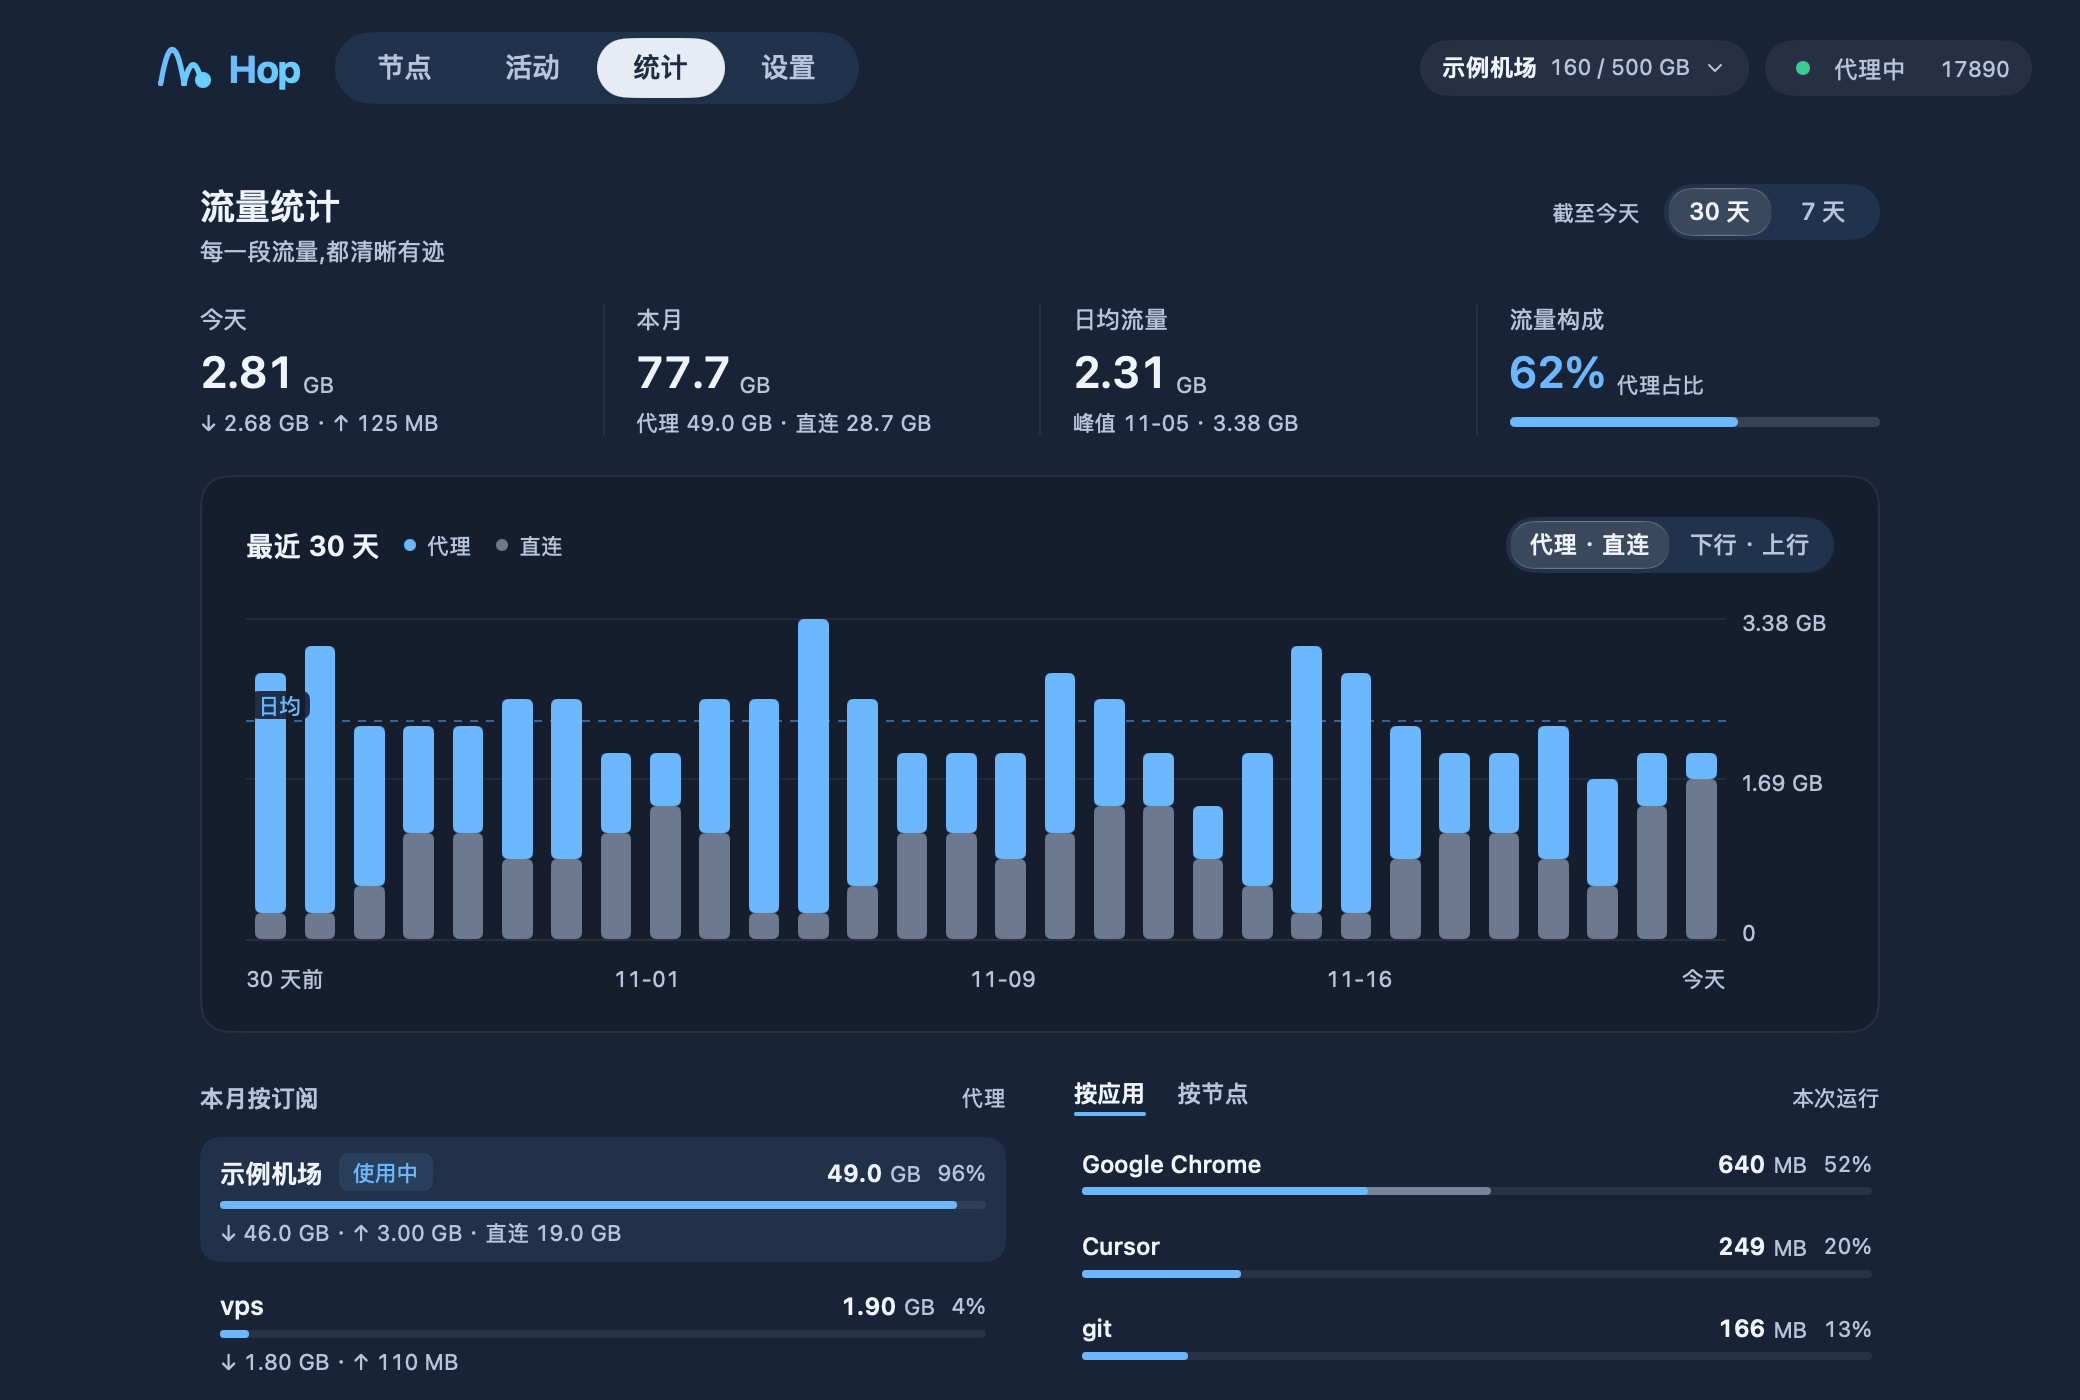 Hop 节点 活动 统计 设置 示例机场 160 / 500 GB 代理中 17890
流量统计
每一段流量,都清晰有迹
截至今天 30 天 7 天
今天
2.81 GB
↓ 2.68 GB · ↑ 125 MB
本月
77.7 GB
代理 49.0 GB · 直连 28.7 GB
日均流量
2.31 GB
峰值 11-05 · 3.38 GB
流量构成
62% 代理占比
最近 30 天 代理 直连
代理 · 直连 下行 · 上行
3.38 GB
日均
1.69 GB
0
30 天前 11-01 11-09 11-16 今天
本月按订阅 代理
示例机场 使用中 49.0 GB 96%
↓ 46.0 GB · ↑ 3.00 GB · 直连 19.0 GB
vps 1.90 GB 4%
↓ 1.80 GB · ↑ 110 MB
按应用 按节点 本次运行
Google Chrome 640 MB 52%
Cursor 249 MB 20%
git 166 MB 13%